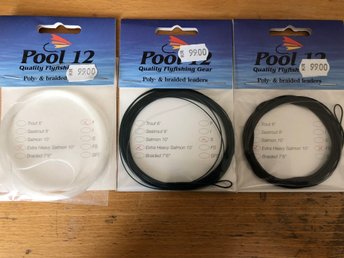 Pool 12
Quality Flyfishing
99.00
Poly- & braided leaders
Trout 6'
Seatrout 8'
Salmon 10'
Extra Heavy Salmon 10'
Braided 7'6"
Pool 12
99.00
Quality Flyfishing Gear
Poly- & braided leaders
Trout 6'
Seatrout 8'
Salmon 10'
Extra Heavy Salmon 10'
Braided 7'6"
FS
Pool 12
99.00
Quality Flyfishing Gear
Poly- & braided leaders
Trout 6'
Seatrout 8'
Salmon 10'
Extra Heavy Salmon 10'
Braided 7'6"
FS